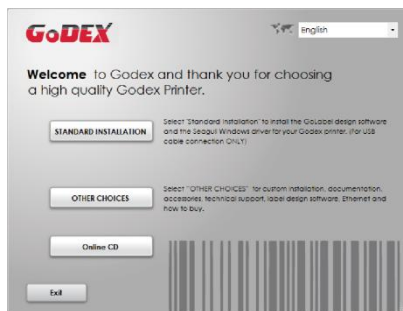 GoDEX
English
Welcome to Godex and thank you for choosing
a high quality Godex Printer.
STANDARD INSTALLATION
Select 'Standard Installation' to install the GoLabel design software
and the Seagull Windows driver for your Godex printer. (for USB
cable connection ONLY)
OTHER CHOICES
Select "OTHER CHOICES" for custom installation, documentation,
accessories, technical support, label design software, Ethernet and
how to buy.
Online CD
Exit